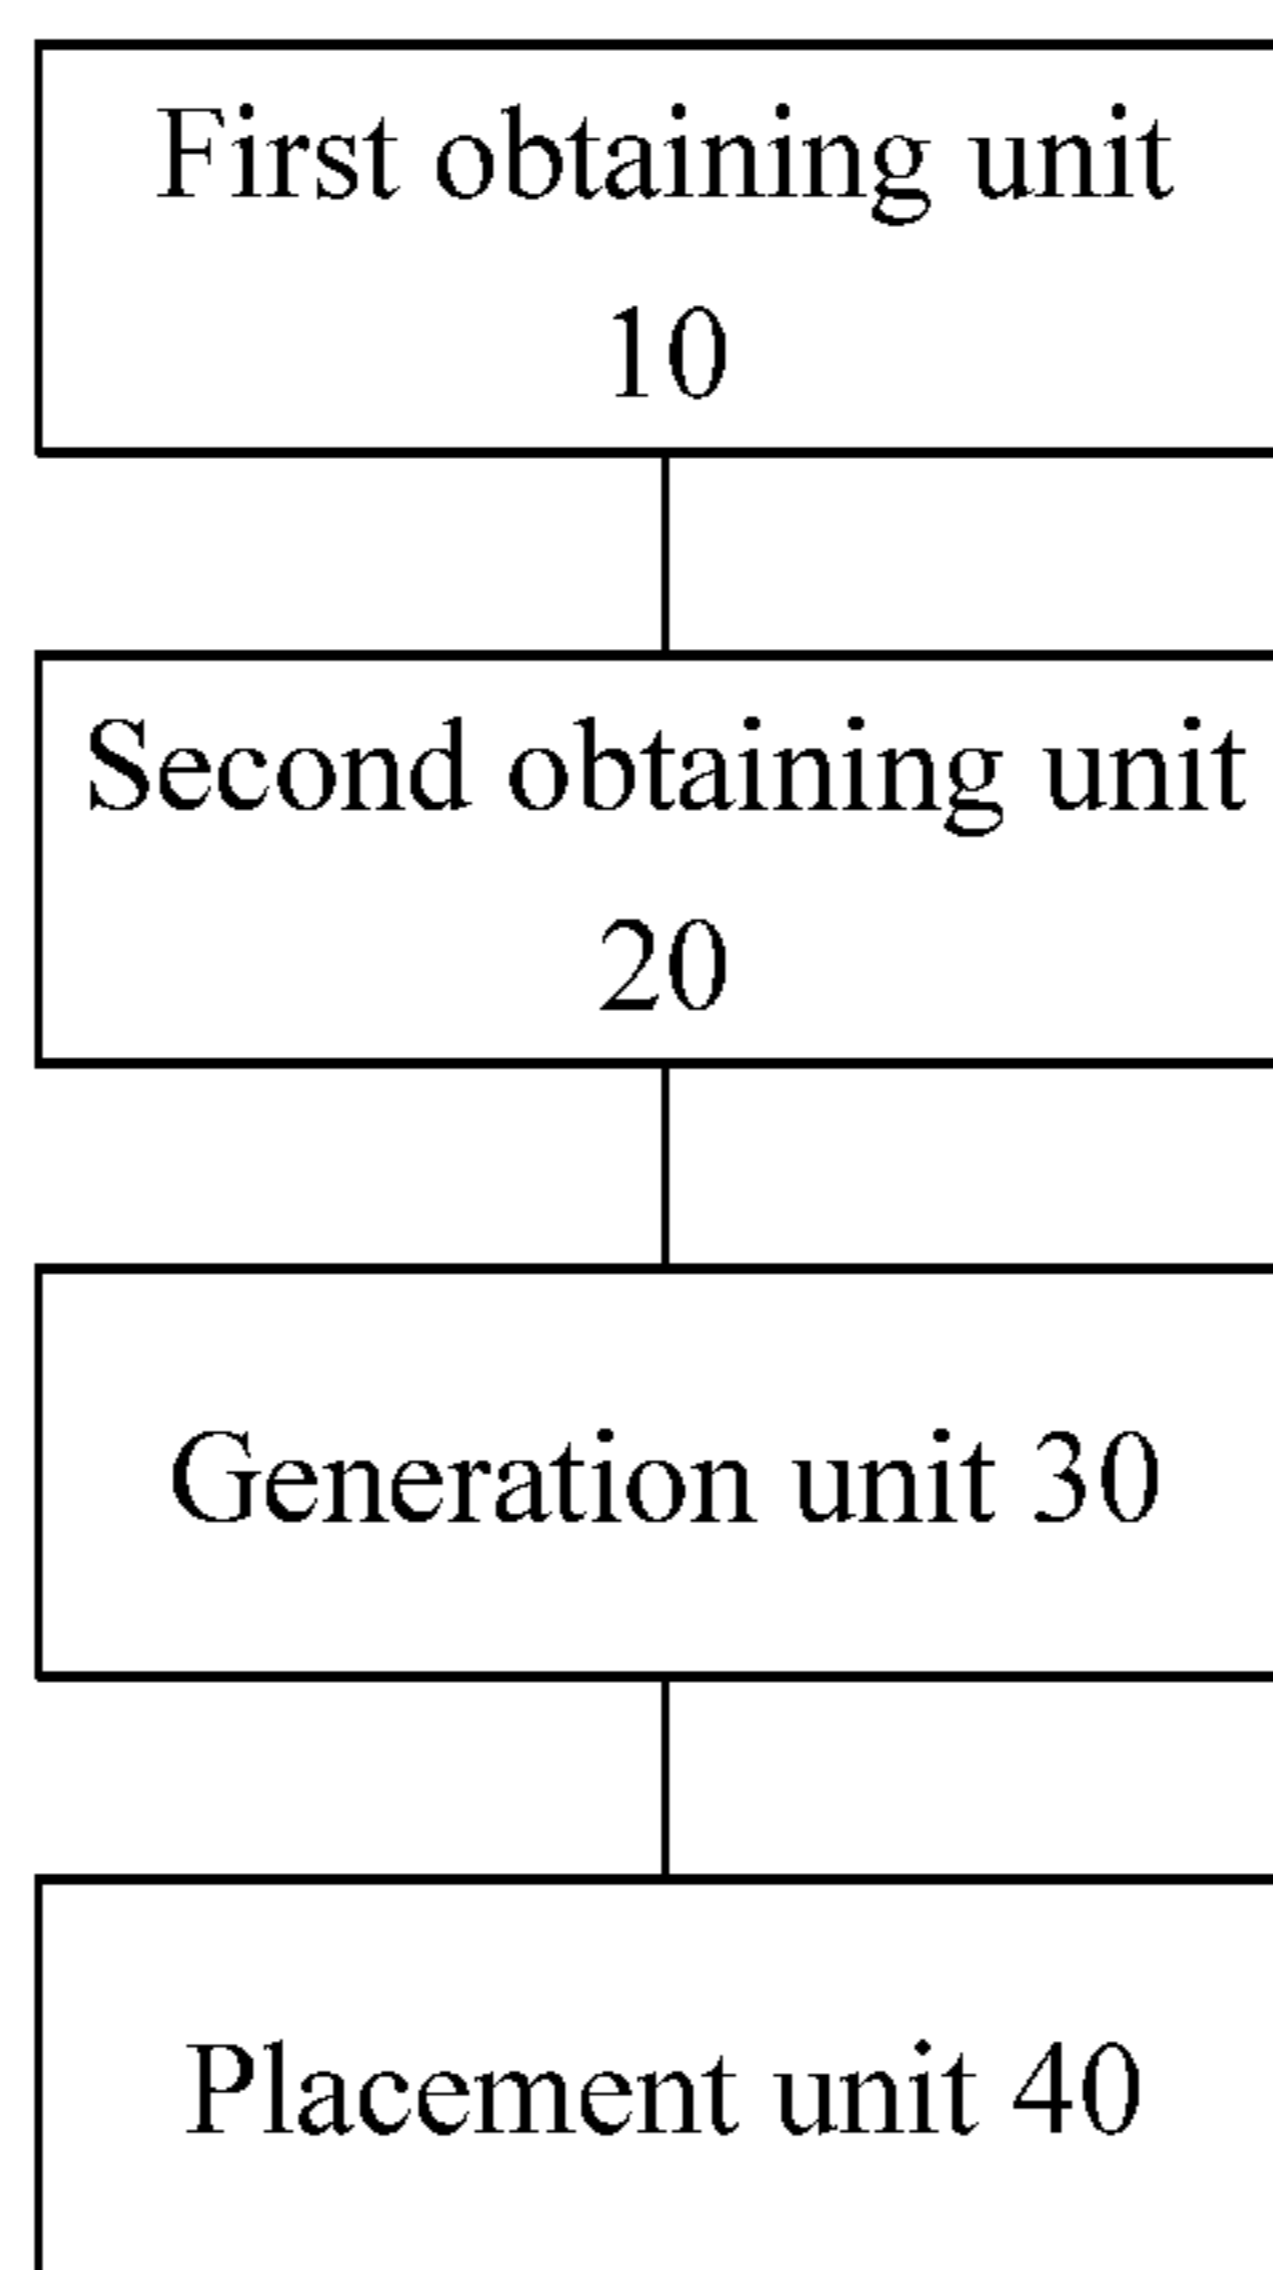 First obtaining unit
10
Second obtaining unit
20
Generation unit 30
Placement unit 40